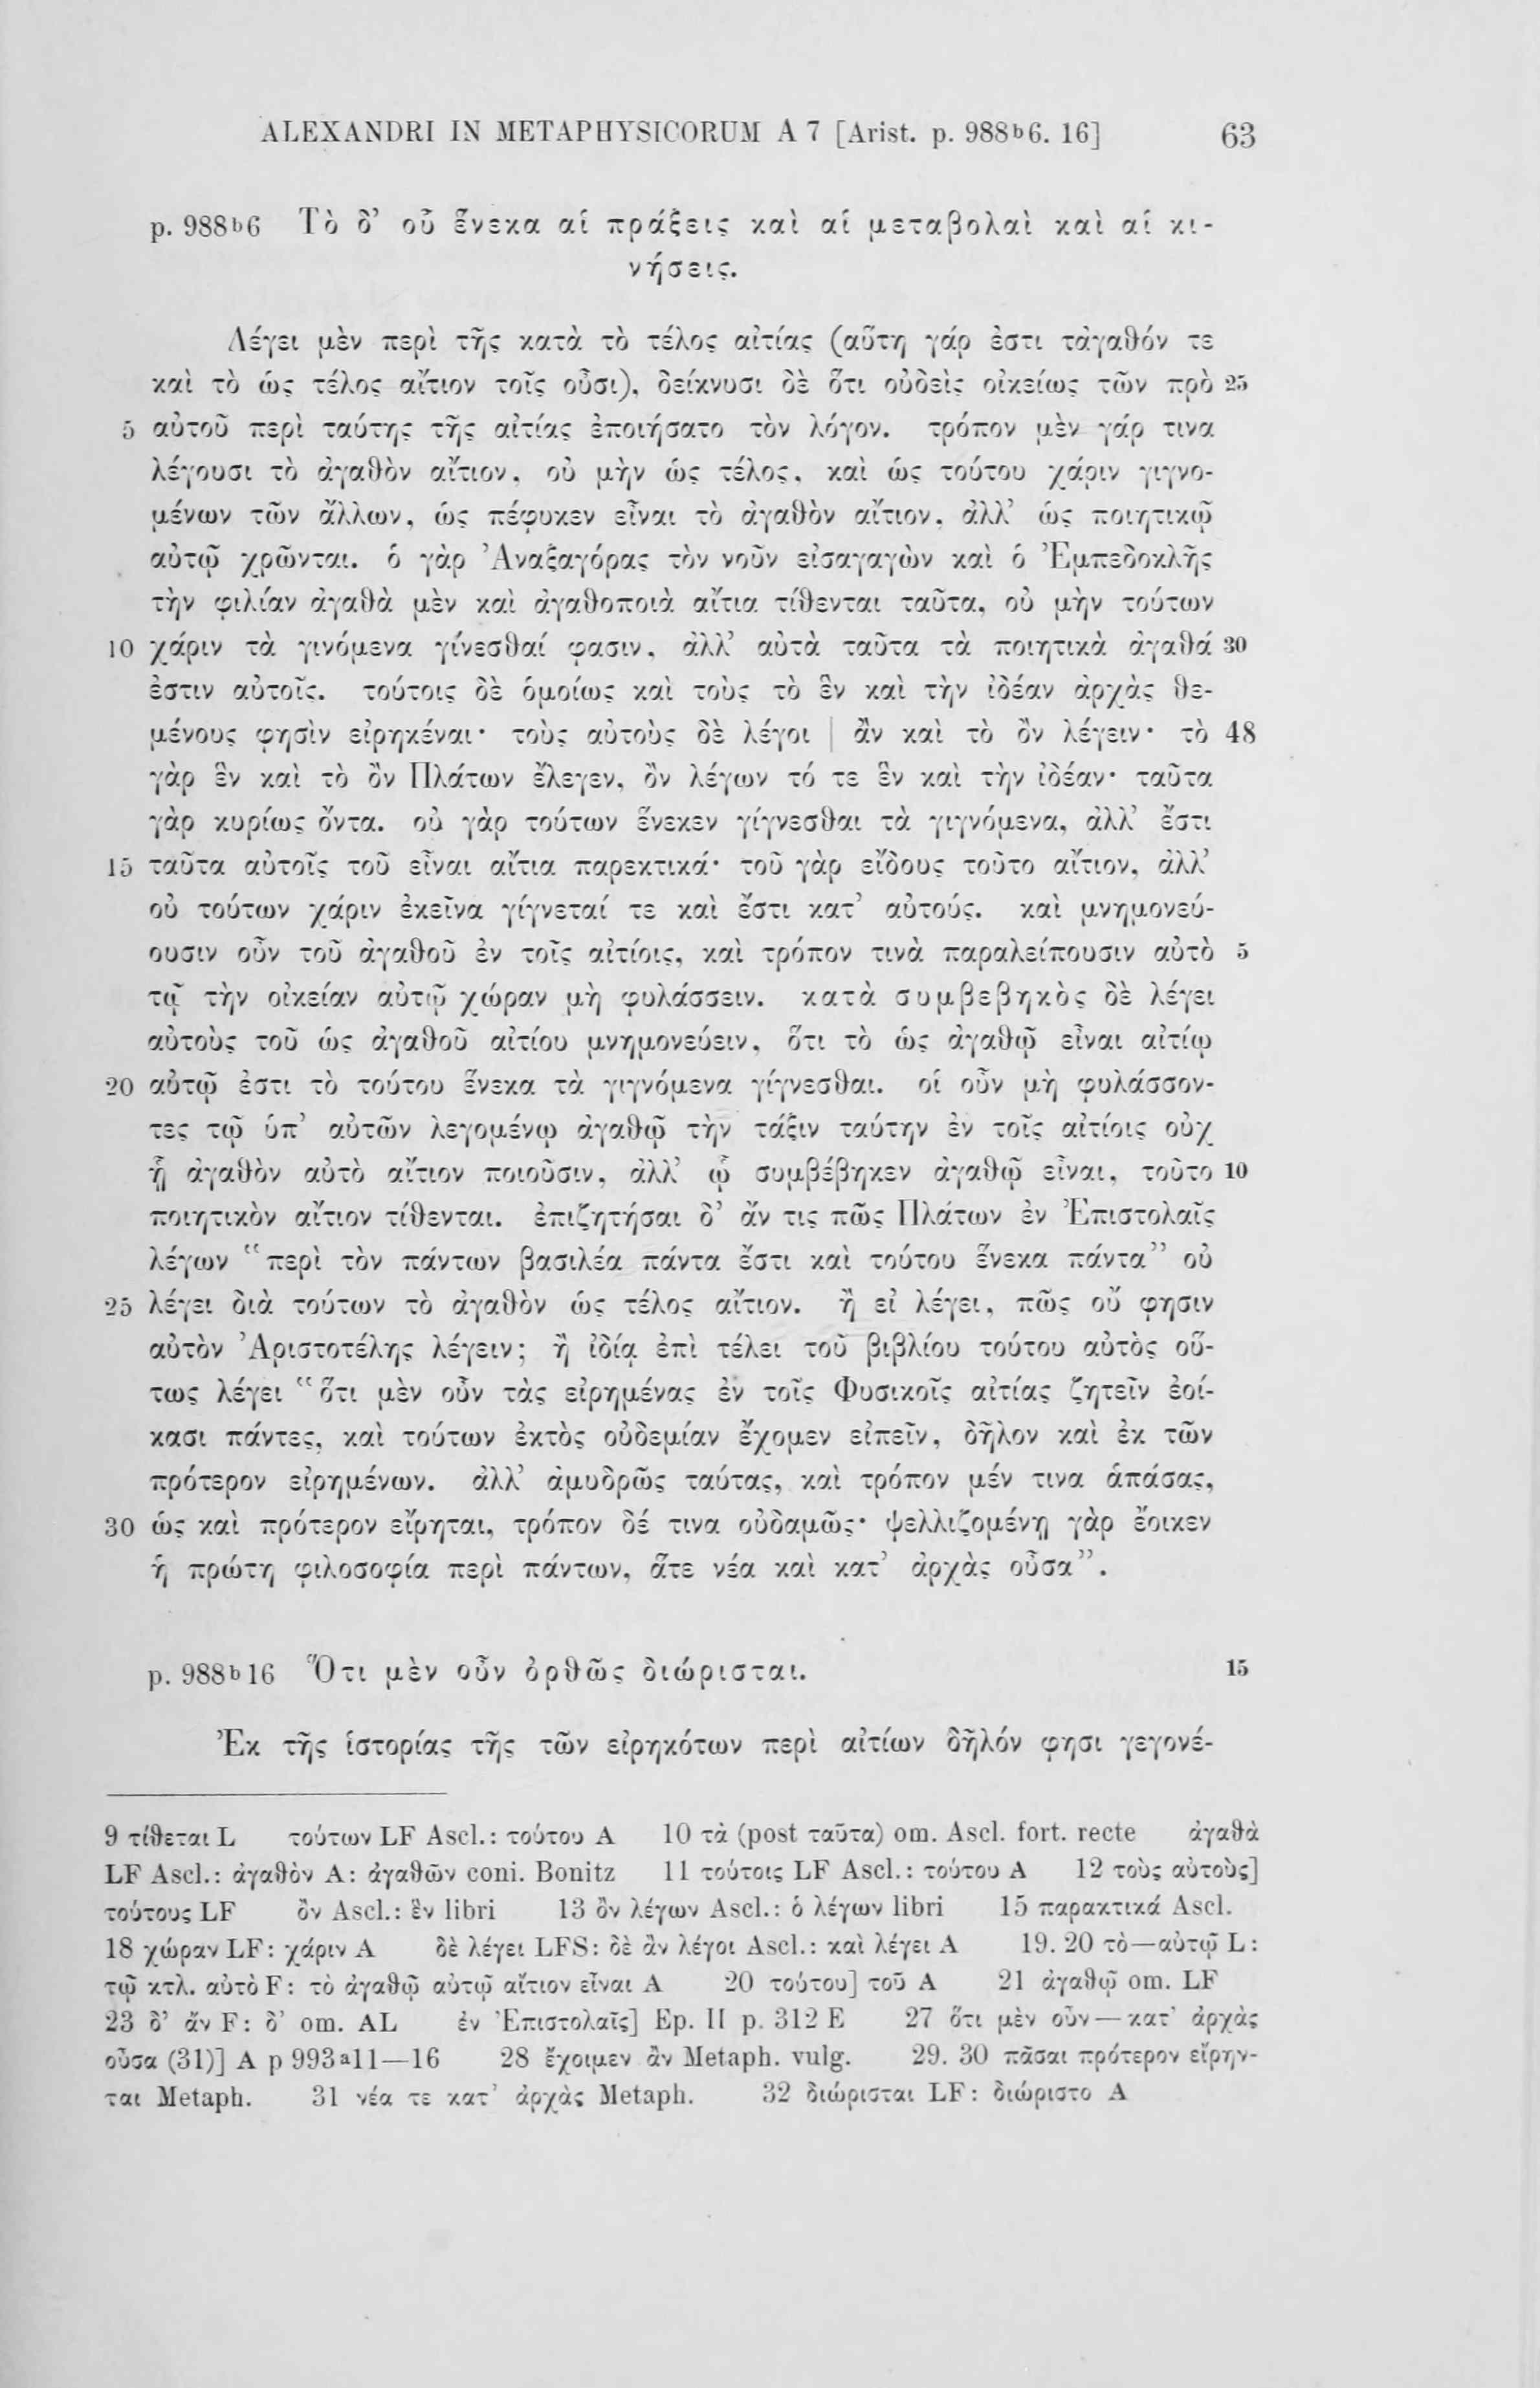 ALEXANDRI IN METAPHYSICORUM A 7 [Arist. p. 988b6. 16] 63
p. 988b6 Τὸ δ’ οὗ ἕνεκα αἱ πράξεις καὶ αἱ μεταβολαὶ καὶ αἱ κι-
νήσεις.
Λέγει μὲν περὶ τῆς κατὰ τὸ τέλος αἰτίας (αὕτη γάρ ἐστι τἀγαθόν τε
καὶ τὸ ὡς τέλος αἴτιον τοῖς οὖσι), δείκνυσι δὲ ὅτι οὐδεὶς οἰκείως τῶν πρὸ 25
5 αὐτοῦ περὶ ταύτης τῆς αἰτίας ἐποιήσατο τὸν λόγον. τρόπον μὲν γάρ τινα
λέγουσι τὸ ἀγαθὸν αἴτιον, οὐ μὴν ὡς τέλος, καὶ ὡς τούτου χάριν γιγνο-
μένων τῶν ἄλλων, ὡς πέφυκεν εἶναι τὸ ἀγαθὸν αἴτιον, ἀλλ’ ὡς ποιητικῷ
αὐτῷ χρῶνται. ὁ γὰρ Ἀναξαγόρας τὸν νοῦν εἰσαγαγὼν καὶ ὁ Ἐμπεδοκλῆς
τὴν φιλίαν ἀγαθὰ μὲν καὶ ἀγαθοποιὰ αἴτια τίθενται ταῦτα, οὐ μὴν τούτων
10 χάριν τὰ γινόμενα γίνεσθαί φασιν, ἀλλ’ αὐτὰ ταῦτα τὰ ποιητικὰ ἀγαθά 30
ἐστιν αὐτοῖς. τούτοις δὲ ὁμοίως καὶ τοὺς τὸ ἓν καὶ τὴν ἰδέαν ἀρχὰς θε-
μένους φησὶν εἰρηκέναι· τοὺς αὐτοὺς δὲ λέγοι | ἂν καὶ τὸ ὂν λέγειν· τὸ 48
γὰρ ἓν καὶ τὸ ὂν Πλάτων ἔλεγεν, ὂν λέγων τό τε ἓν καὶ τὴν ἰδέαν· ταῦτα
γὰρ κυρίως ὄντα. οὐ γὰρ τούτων ἕνεκεν γίγνεσθαι τὰ γιγνόμενα, ἀλλ’ ἔστι
15 ταῦτα αὐτοῖς τοῦ εἶναι αἴτια παρεκτικά· τοῦ γὰρ εἴδους τοῦτο αἴτιον, ἀλλ’
οὐ τούτων χάριν ἐκεῖνα γίγνεταί τε καὶ ἔστι κατ’ αὐτούς. καὶ μνημονεύ-
ουσιν οὖν τοῦ ἀγαθοῦ ἐν τοῖς αἰτίοις, καὶ τρόπον τινὰ παραλείπουσιν αὐτὸ 5
τῷ τὴν οἰκείαν αὐτῷ χώραν μὴ φυλάσσειν. κατὰ συμβεβηκὸς δὲ λέγει
αὐτοὺς τοῦ ὡς ἀγαθοῦ αἰτίου μνημονεύειν, ὅτι τὸ ὡς ἀγαθῷ εἶναι αἰτίῳ
20 αὐτῷ ἐστι τὸ τούτου ἕνεκα τὰ γιγνόμενα γίγνεσθαι. οἱ οὖν μὴ φυλάσσον-
τες τῷ ὑπ’ αὐτῶν λεγομένῳ ἀγαθῷ τὴν τάξιν ταύτην ἐν τοῖς αἰτίοις οὐχ
ᾗ ἀγαθὸν αὐτὸ αἴτιον ποιοῦσιν, ἀλλ’ ᾧ συμβέβηκεν ἀγαθῷ εἶναι, τοῦτο 10
ποιητικὸν αἴτιον τίθενται. ἐπιζητήσαι δ’ ἄν τις πῶς Πλάτων ἐν Ἐπιστολαῖς
λέγων “περὶ τὸν πάντων βασιλέα πάντα ἔστι καὶ τούτου ἕνεκα πάντα” οὐ
25 λέγει διὰ τούτων τὸ ἀγαθὸν ὡς τέλος αἴτιον. ἢ εἰ λέγει, πῶς οὔ φησιν
αὐτὸν Ἀριστοτέλης λέγειν; ἢ ἰδίᾳ ἐπὶ τέλει τοῦ βιβλίου τούτου αὐτὸς οὕ-
τως λέγει “ὅτι μὲν οὖν τὰς εἰρημένας ἐν τοῖς Φυσικοῖς αἰτίας ζητεῖν ἐοί-
κασι πάντες, καὶ τούτων ἐκτὸς οὐδεμίαν ἔχομεν εἰπεῖν, δῆλον καὶ ἐκ τῶν
πρότερον εἰρημένων. ἀλλ’ ἀμυδρῶς ταύτας, καὶ τρόπον μέν τινα ἁπάσας,
30 ὡς καὶ πρότερον εἴρηται, τρόπον δέ τινα οὐδαμῶς· ψελλιζομένῃ γὰρ ἔοικεν
ἡ πρώτη φιλοσοφία περὶ πάντων, ἅτε νέα καὶ κατ’ ἀρχὰς οὖσα”.
p. 988b16 Ὅτι μὲν οὖν ὀρθῶς διώρισται. 15
Ἐκ τῆς ἱστορίας τῆς τῶν εἰρηκότων περὶ αἰτίων δῆλόν φησι γεγονέ-
9 τίθεται L τούτων LF Ascl.: τούτου A 10 τὰ (post ταῦτα) om. Ascl. fort. recte ἀγαθὰ
LF Ascl.: ἀγαθὸν A: ἀγαθῶν coni. Bonitz 11 τούτοις LF Ascl.: τούτου A 12 τοὺς αὐτοὺς]
τούτους LF ὂν Ascl.: ἓν libri 13 ὂν λέγων Ascl.: ὁ λέγων libri 15 παρακτικά Ascl.
18 χώραν LF: χάριν A δὲ λέγει LFS: δὲ ἂν λέγοι Ascl.: καὶ λέγει A 19. 20 τὸ—αὐτῷ L:
τῷ κτλ. αὐτὸ F: τὸ ἀγαθῷ αὐτῷ αἴτιον εἶναι A 20 τούτου] τοῦ A 21 ἀγαθῷ om. LF
23 δ’ ἄν F: δ’ om. AL ἐν Ἐπιστολαῖς] Ep. II p. 312 E 27 ὅτι μὲν οὖν — κατ’ ἀρχὰς
οὖσα (31)] A p 993a11—16 28 ἔχοιμεν ἂν Metaph. vulg. 29. 30 πᾶσαι πρότερον εἴρην-
ται Metaph. 31 νέα τε κατ’ ἀρχὰς Metaph. 32 διώρισται LF: διώριστο A